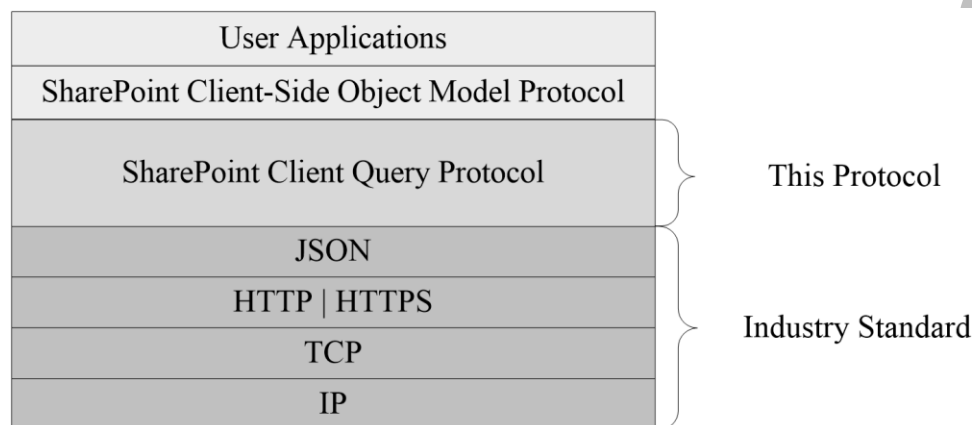 User Applications
SharePoint Client-Side Object Model Protocol
SharePoint Client Query Protocol
This Protocol
JSON
HTTP | HTTPS
TCP
IP
Industry Standard